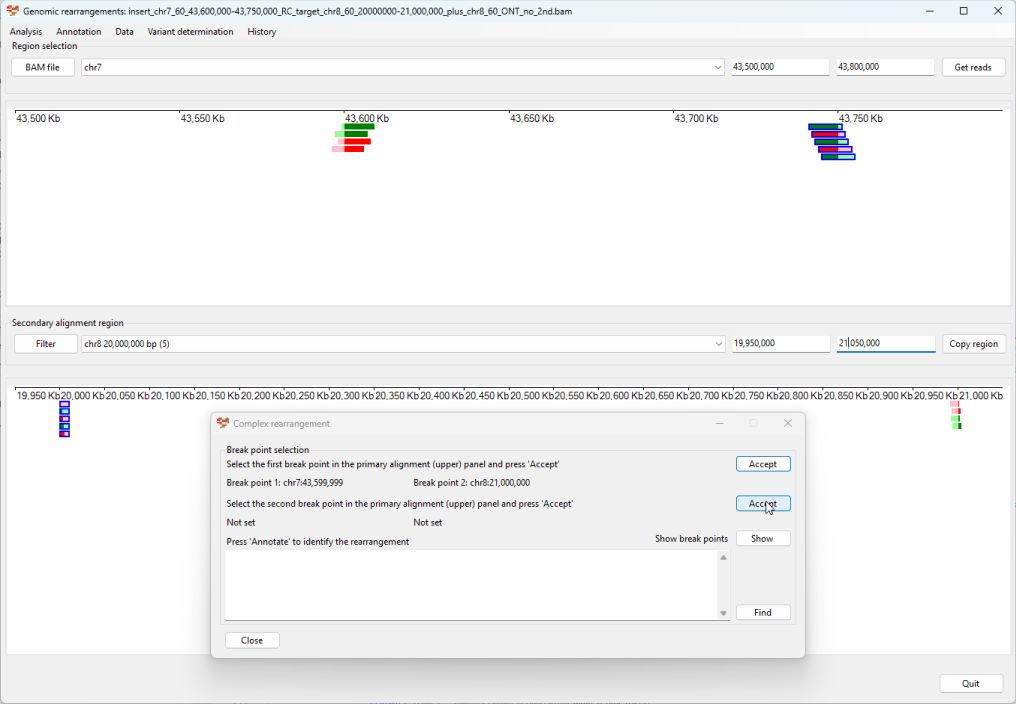 Genomic rearrangements: insert_chr7_60_43,600,000-43,750,000_RC_target_chr8_60_20000000-21,000,000_plus_chr8_60_ONT_no_2nd.bam
Analysis Annotation Data Variant determination History
Region selection
BAM file chr7 43,500,000 43,800,000 Get reads
43,500 Kb 43,550 Kb 43,600 Kb 43,650 Kb 43,700 Kb 43,750 Kb
Secondary alignment region
Filter chr8 20,000,000 bp (5) 19,950,000 21,050,000 Copy region
19,950 Kb 20,000 Kb 20,050 Kb 20,100 Kb 20,150 Kb 20,200 Kb 20,250 Kb 20,300 Kb 20,350 Kb 20,400 Kb 20,450 Kb 20,500 Kb 20,550 Kb 20,600 Kb 20,650 Kb 20,700 Kb 20,750 Kb 20,800 Kb 20,850 Kb 20,900 Kb 20,950 Kb 21,000 Kb
Complex rearrangement
Break point selection
Select the first break point in the primary alignment (upper) panel and press 'Accept' Accept
Break point 1: chr7:43,599,999 Break point 2: chr8:21,000,000
Select the second break point in the primary alignment (upper) panel and press 'Accept' Accept
Not set Not set
Press 'Annotate' to identify the rearrangement Show break points Show
Find
Close
Quit